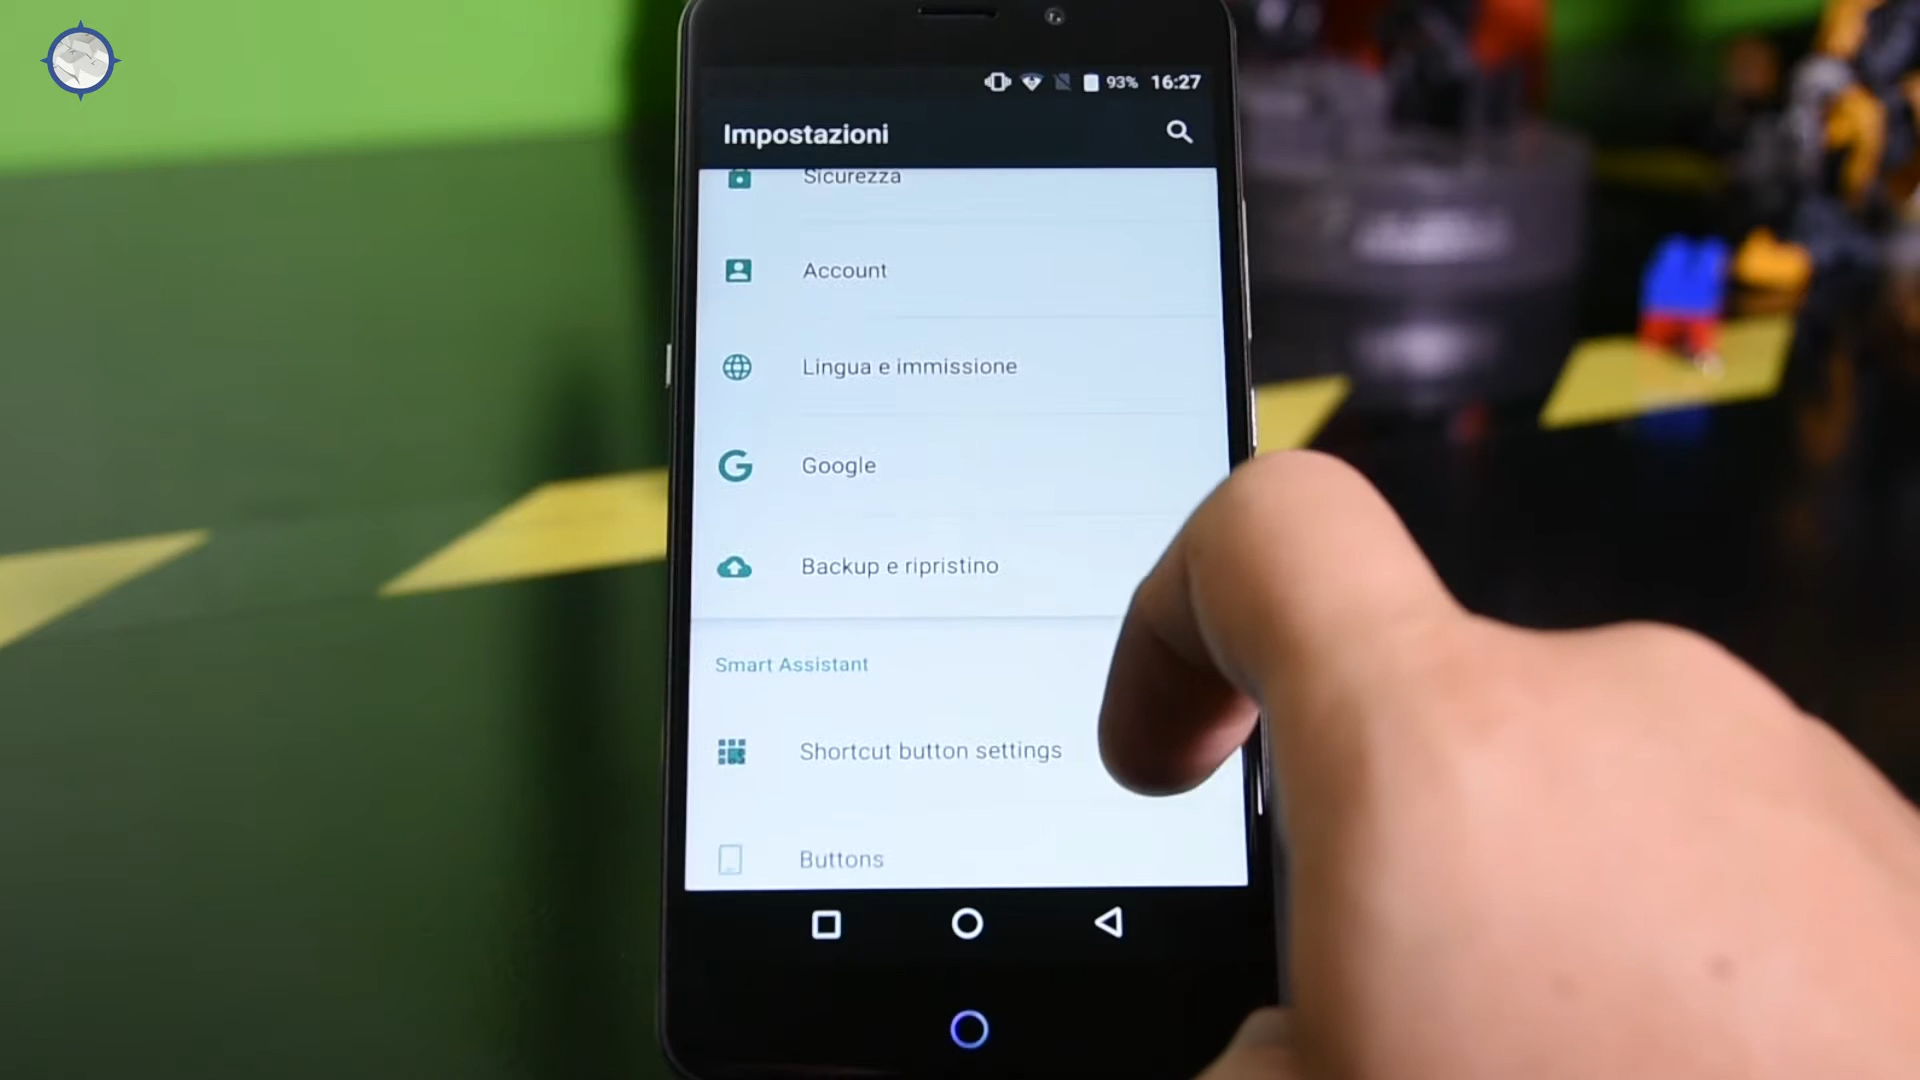 93% 16:27
Impostazioni
Sicurezza
Account
Lingua e immissione
Google
Backup e ripristino
Smart Assistant
Shortcut button settings
Buttons